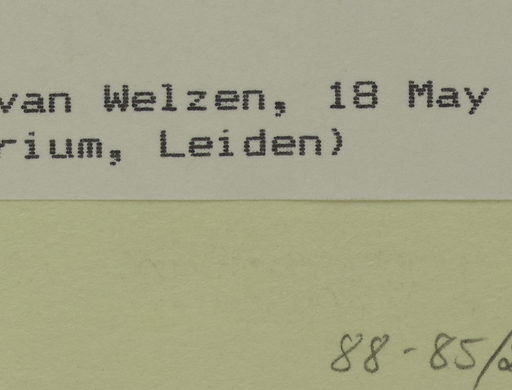 van Welzen, 18 May
rium, Leiden)
88-85/